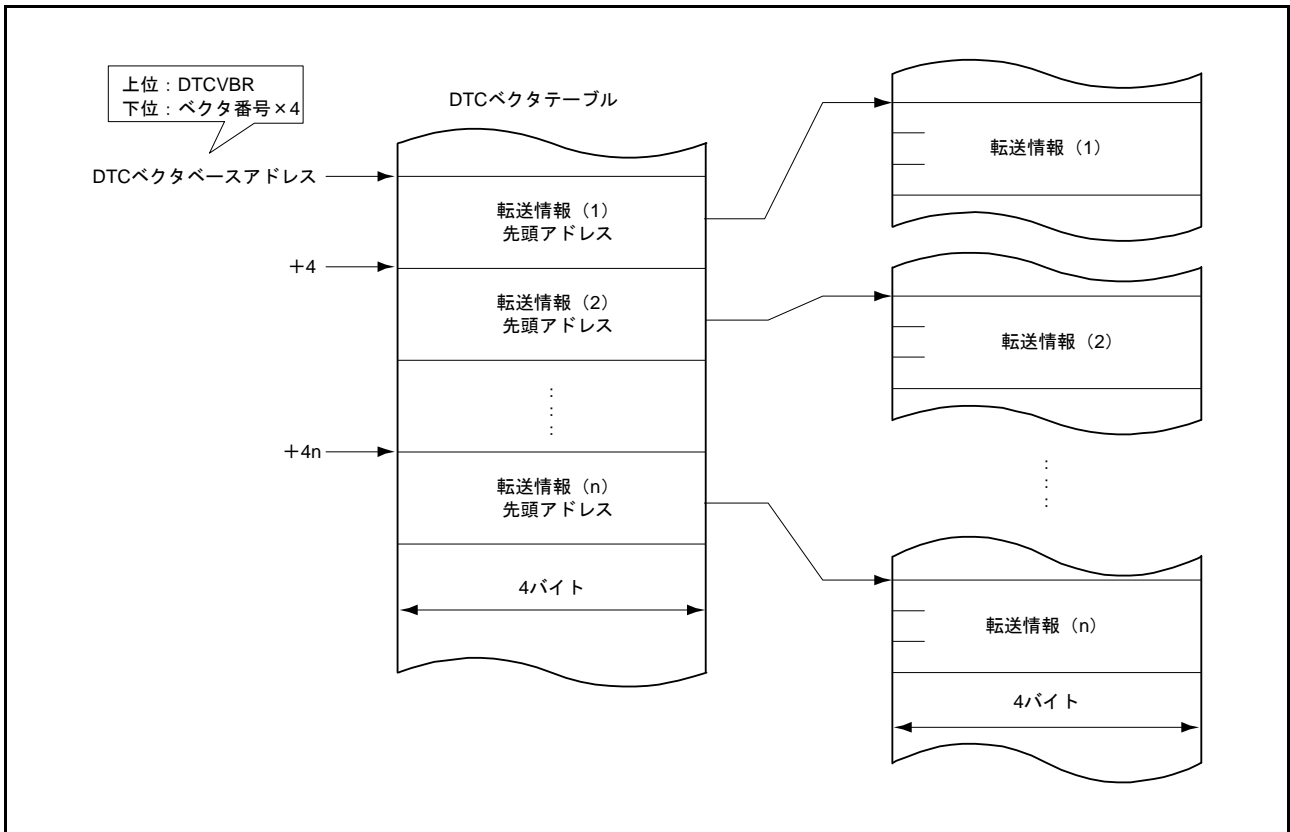 上位：DTCVBR
下位：ベクタ番号×4
DTCベクタテーブル
DTCベクタベースアドレス
転送情報（1）
先頭アドレス
＋4
転送情報（2）
先頭アドレス
⋮
＋4n
転送情報（n）
先頭アドレス
4バイト
転送情報（1）
転送情報（2）
⋮
転送情報（n）
4バイト